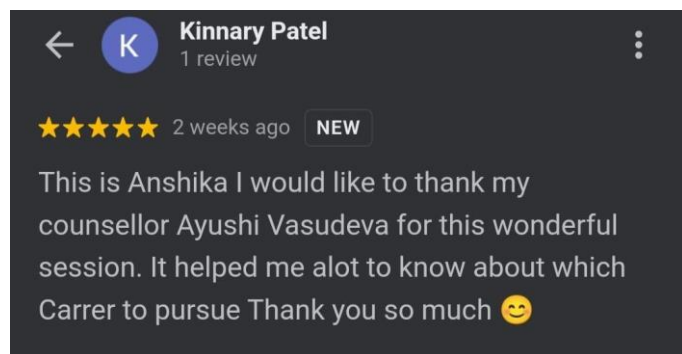 K
Kinnary Patel
1 review
2 weeks ago NEW
This is Anshika I would like to thank my
counsellor Ayushi Vasudeva for this wonderful
session. It helped me alot to know about which
Carrer to pursue Thank you so much 😊